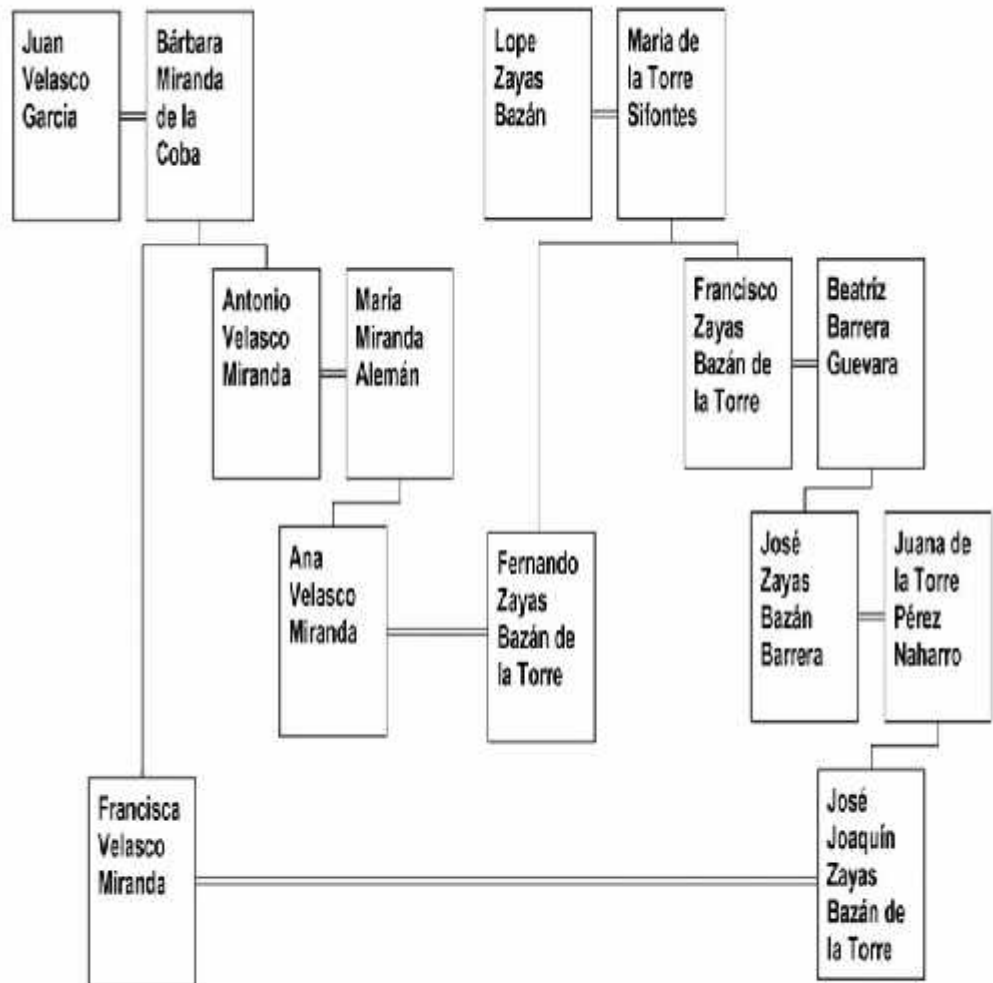 Juan
Velasco
Garcia
Bárbara
Miranda
de la
Coba
Lope
Zayas
Bazán
Maria de
la Torre
Sifontes
Antonio
Velasco
Miranda
María
Miranda
Alemán
Francisco
Zayas
Bazán de
la Torre
Beatriz
Barrera
Guevara
Ana
Velasco
Miranda
Fernando
Zayas
Bazán de
la Torre
José
Zayas
Bazán
Barrera
Juana de
la Torre
Pérez
Naharro
Francisca
Velasco
Miranda
José
Joaquín
Zayas
Bazán de
la Torre